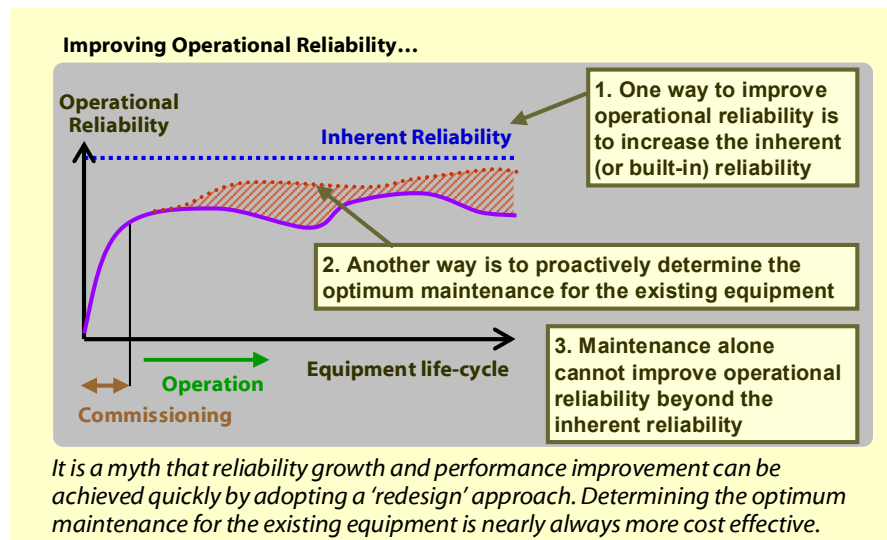 Improving Operational Reliability…
Operational
Reliability
Inherent Reliability
1. One way to improve
operational reliability is
to increase the inherent
(or built-in) reliability
2. Another way is to proactively determine the
optimum maintenance for the existing equipment
3. Maintenance alone
cannot improve operational
reliability beyond the
inherent reliability
Equipment life-cycle
Operation
Commissioning
It is a myth that reliability growth and performance improvement can be
achieved quickly by adopting a ‘redesign’ approach. Determining the optimum
maintenance for the existing equipment is nearly always more cost effective.